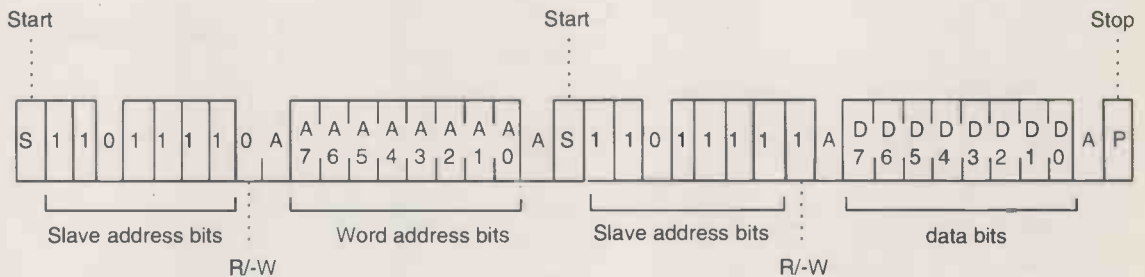 Start Start Stop
S 1 1 0 1 1 1 1 0 A A A A A A A A A A S 1 1 0 1 1 1 1 1 A D D D D D D D D A P
7 6 5 4 3 2 1 0 7 6 5 4 3 2 1 0
Slave address bits Word address bits Slave address bits data bits
R/-W R/-W